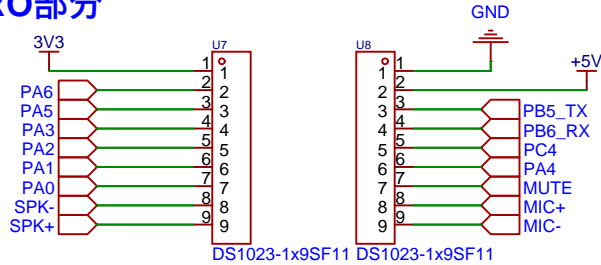 O部分
GND
3V3
U7
U8
+5V
1 1
2 2
PA6
3 3
PA5
4 4
PA3
5 5
PA2
6 6
PA1
7 7
PA0
8 8
SPK-
9 9
SPK+
DS1023-1x9SF11
1 1
2 2
3 3
PB5_TX
4 4
PB6_RX
5 5
PC4
6 6
PA4
7 7
MUTE
8 8
MIC+
9 9
MIC-
DS1023-1x9SF11